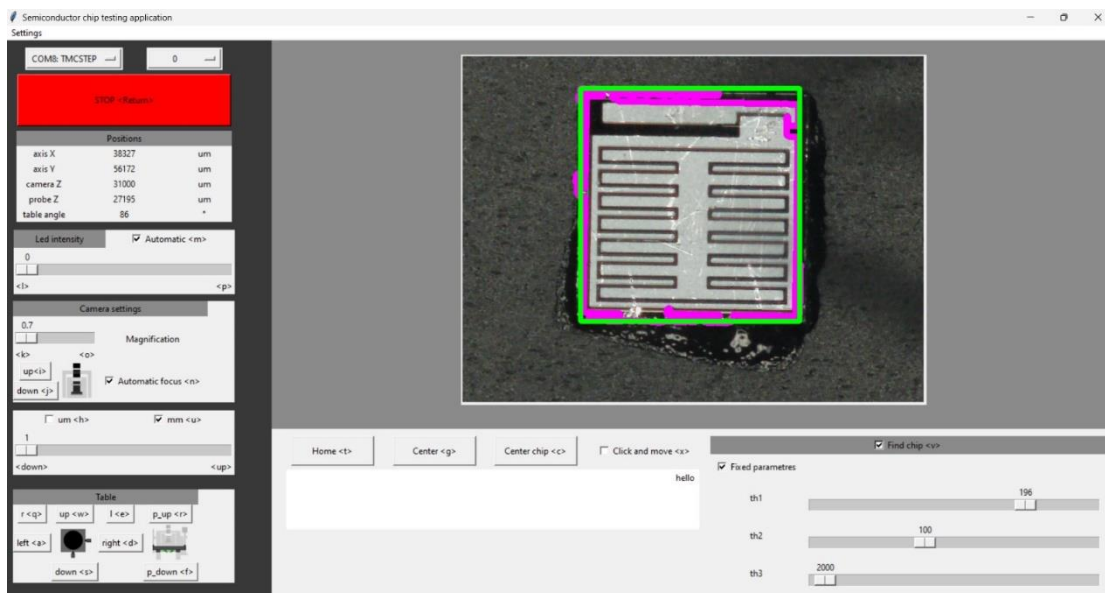 Semiconductor chip testing application
Settings
COM8: TMCSTEP 0
STOP <Return>
Positions
axis X 38327 um
axis Y 56172 um
camera Z 31000 um
probe Z 27195 um
table angle 86 °
Led intensity Automatic <m>
0
<l> <p>
Camera settings
0.7
Magnification
<k> <o>
up<i>
Automatic focus <n>
down <j>
um <h> mm <u>
1
<down> <up>
Table
r <q> up <w> l <e> p_up <r>
left <a> right <d>
down <s> p_down <f>
Home <t> Center <g> Center chip <c> Click and move <x>
hello
Find chip <v>
Fixed parametres
196
th1
100
th2
2000
th3